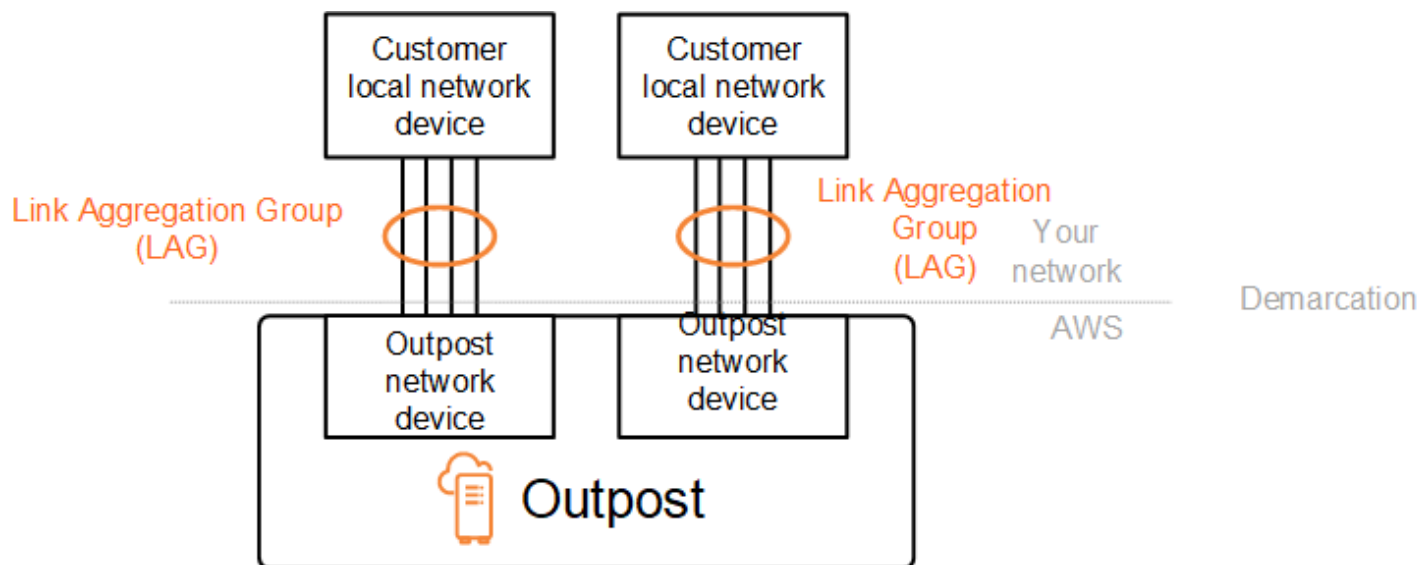 Customer
local network
device
Customer
local network
device
Link Aggregation Group
(LAG)
Link Aggregation
Group
(LAG)
Your
network
Demarcation
AWS
Outpost
network
device
Outpost
network
device
Outpost